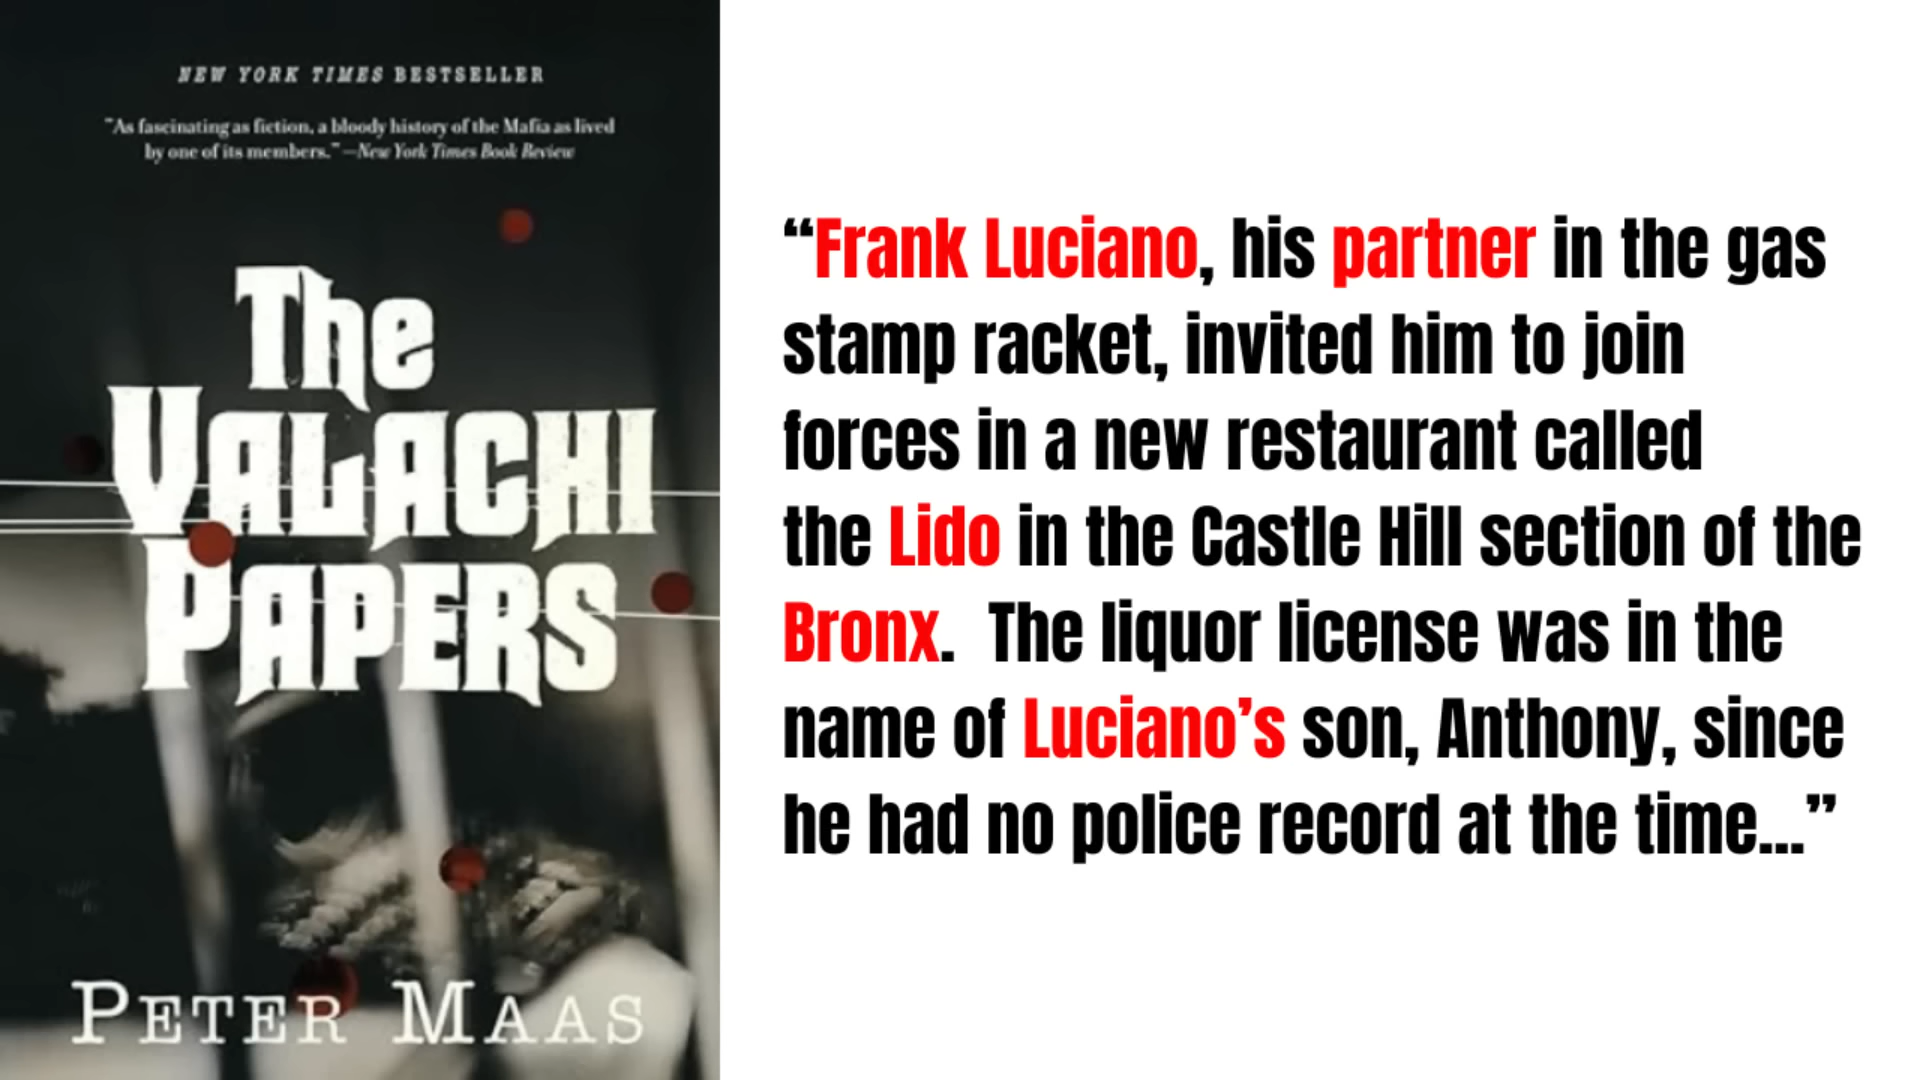 NEW YORK TIMES BESTSELLER
"As fascinating as fiction, a bloody history of the Mafia as lived
by one of its members." —New York Times Book Review
The
VALACHI
PAPERS
PETER MAAS
“Frank Luciano, his partner in the gas
stamp racket, invited him to join
forces in a new restaurant called
the Lido in the Castle Hill section of the
Bronx.  The liquor license was in the
name of Luciano’s son, Anthony, since
he had no police record at the time...”